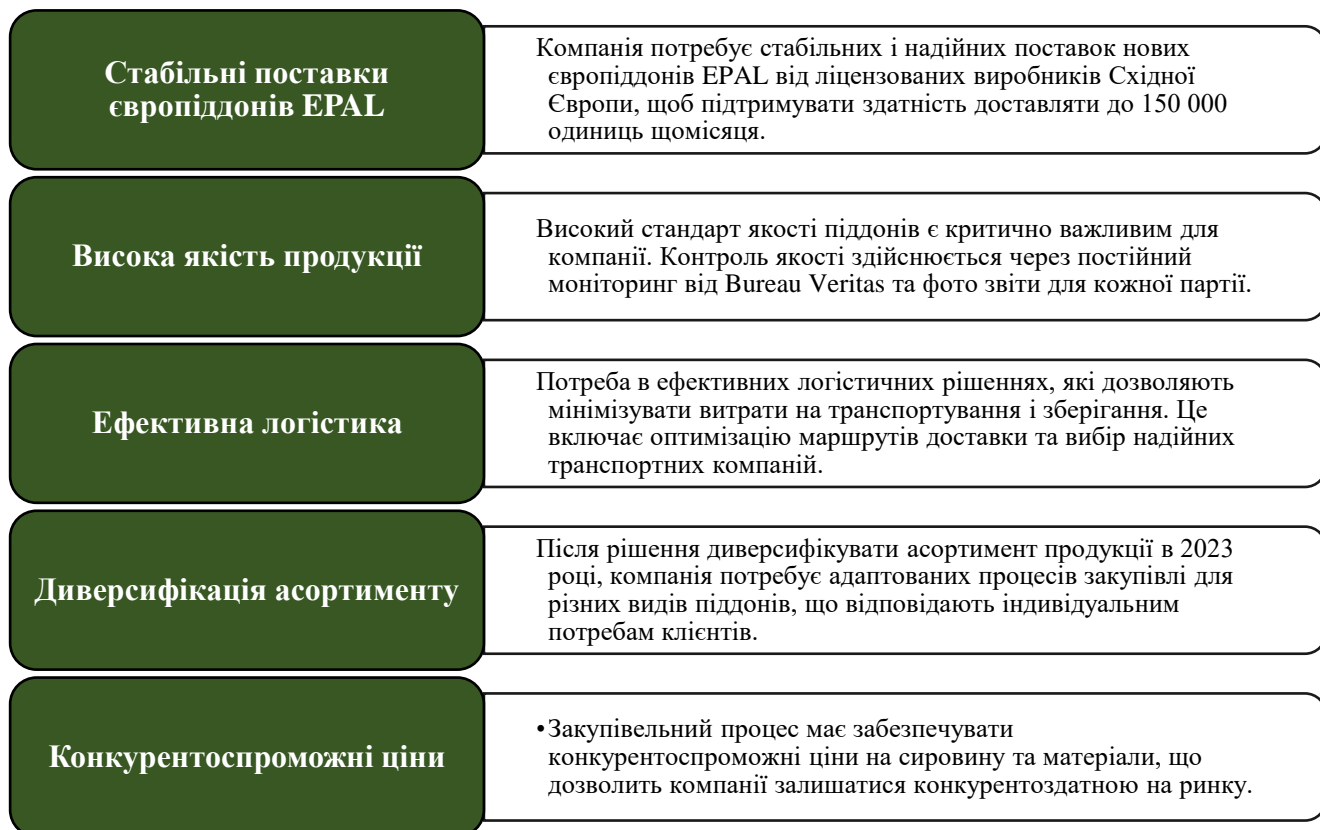 Стабільні поставки
європіддонів EPAL
Компанія потребує стабільних і надійних поставок нових
європіддонів EPAL від ліцензованих виробників Східної
Європи, щоб підтримувати здатність доставляти до 150 000
одиниць щомісяця.
Висока якість продукції
Високий стандарт якості піддонів є критично важливим для
компанії. Контроль якості здійснюється через постійний
моніторинг від Bureau Veritas та фото звіти для кожної партії.
Ефективна логістика
Потреба в ефективних логістичних рішеннях, які дозволяють
мінімізувати витрати на транспортування і зберігання. Це
включає оптимізацію маршрутів доставки та вибір надійних
транспортних компаній.
Диверсифікація асортименту
Після рішення диверсифікувати асортимент продукції в 2023
році, компанія потребує адаптованих процесів закупівлі для
різних видів піддонів, що відповідають індивідуальним
потребам клієнтів.
Конкурентоспроможні ціни
•Закупівельний процес має забезпечувати
конкурентоспроможні ціни на сировину та матеріали, що
дозволить компанії залишатися конкурентоздатною на ринку.